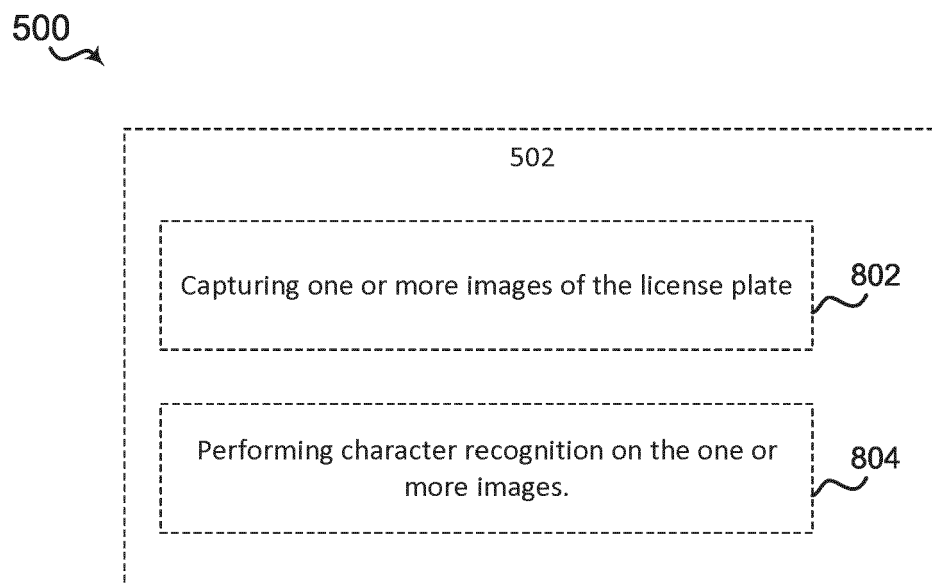 500
502
Capturing one or more images of the license plate
802
Performing character recognition on the one or
more images.
804